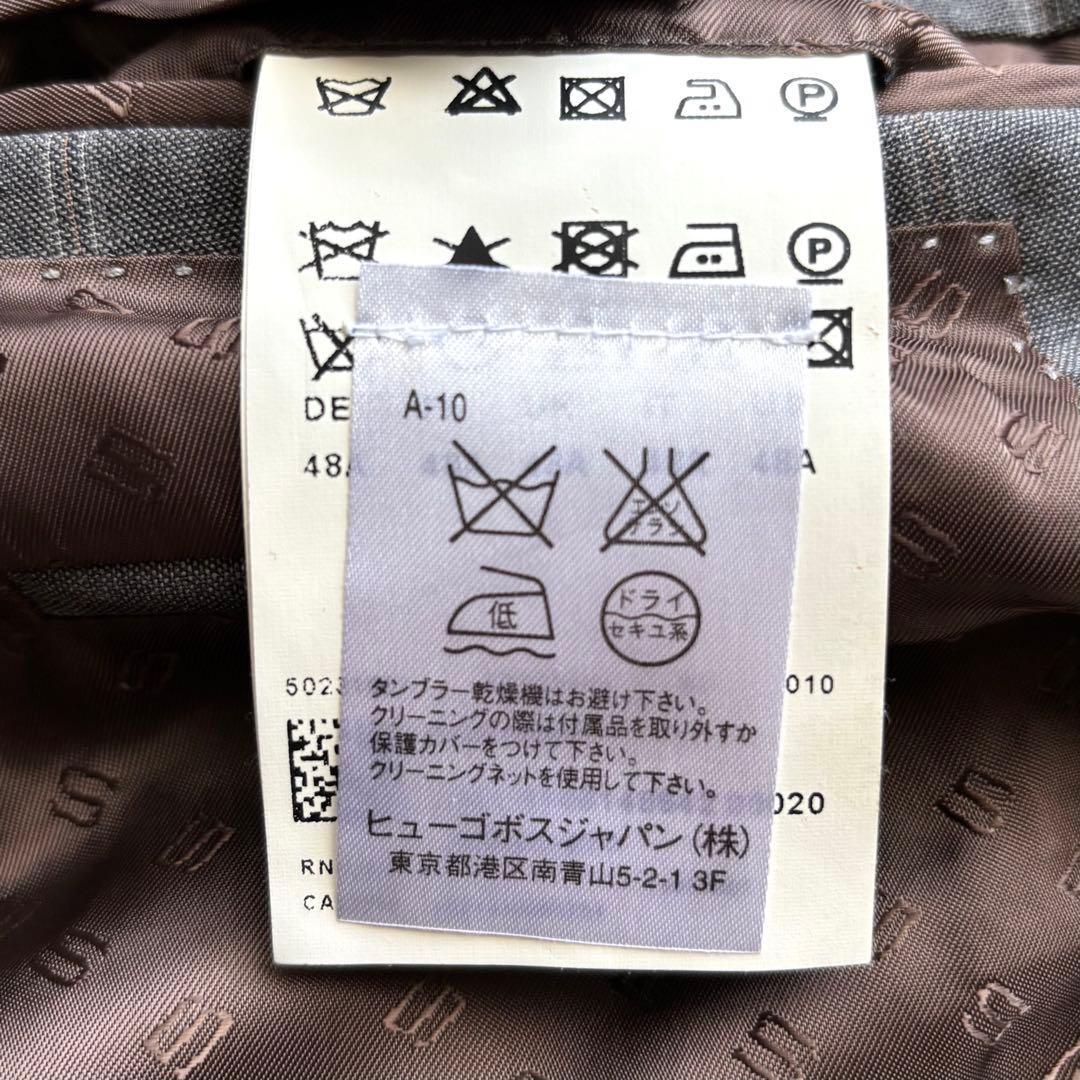 P
P
DE
A-10
48A
エンソ
サラシ
低
ドライ
セキユ系
5023
010
タンブラー乾燥機はお避け下さい。
クリーニングの際は付属品を取り外すか
保護カバーをつけて下さい。
クリーニングネットを使用して下さい。
020
ヒューゴボスジャパン(株)
東京都港区南青山5-2-1 3F
RN
CA